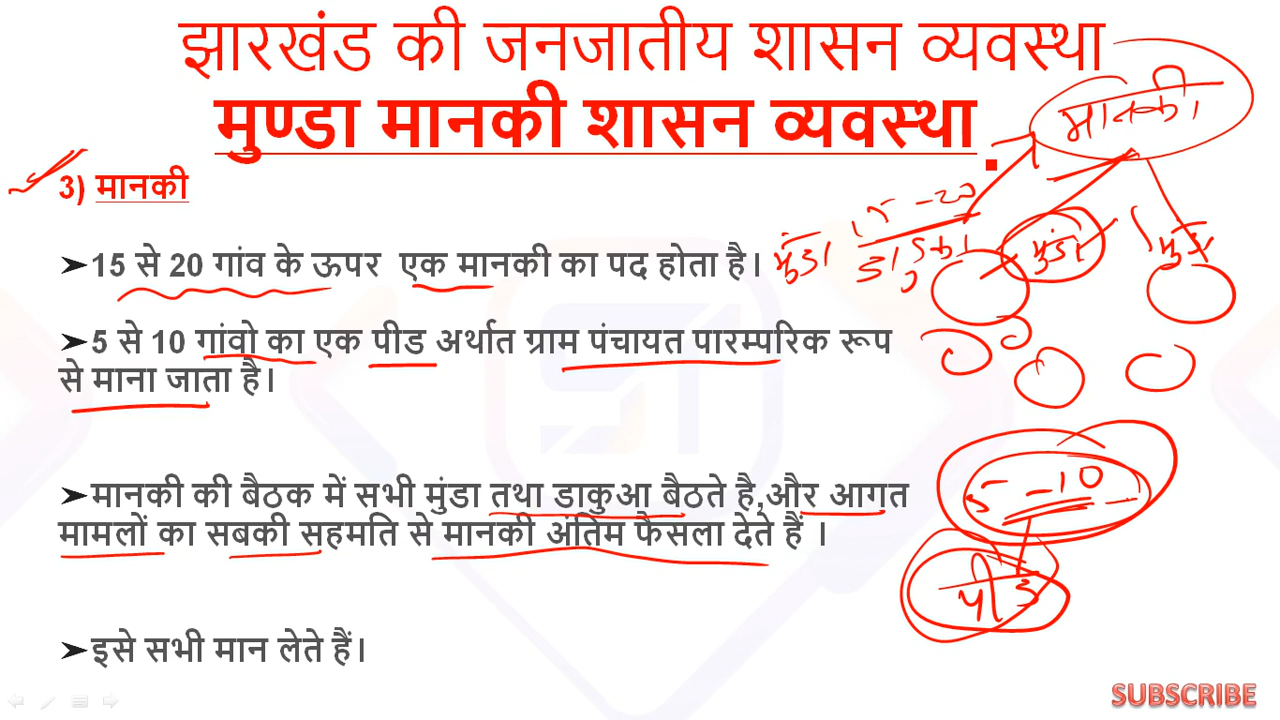 झारखंड की जनजातीय शासन व्यवस्था
मुण्डा मानकी शासन व्यवस्था .
मानकी
3) मानकी
15 - 20
➤15 से 20 गांव के ऊपर एक मानकी का पद होता है।
मुंडा डाकुआ मुंडा मुंडा
➤5 से 10 गांवो का एक पीड अर्थात ग्राम पंचायत पारम्परिक रूप
से माना जाता है।
5 - 10
➤मानकी की बैठक में सभी मुंडा तथा डाकुआ बैठते है,और आगत
मामलों का सबकी सहमति से मानकी अंतिम फैसला देते हैं ।
पीड
➤इसे सभी मान लेते हैं।
SUBSCRIBE